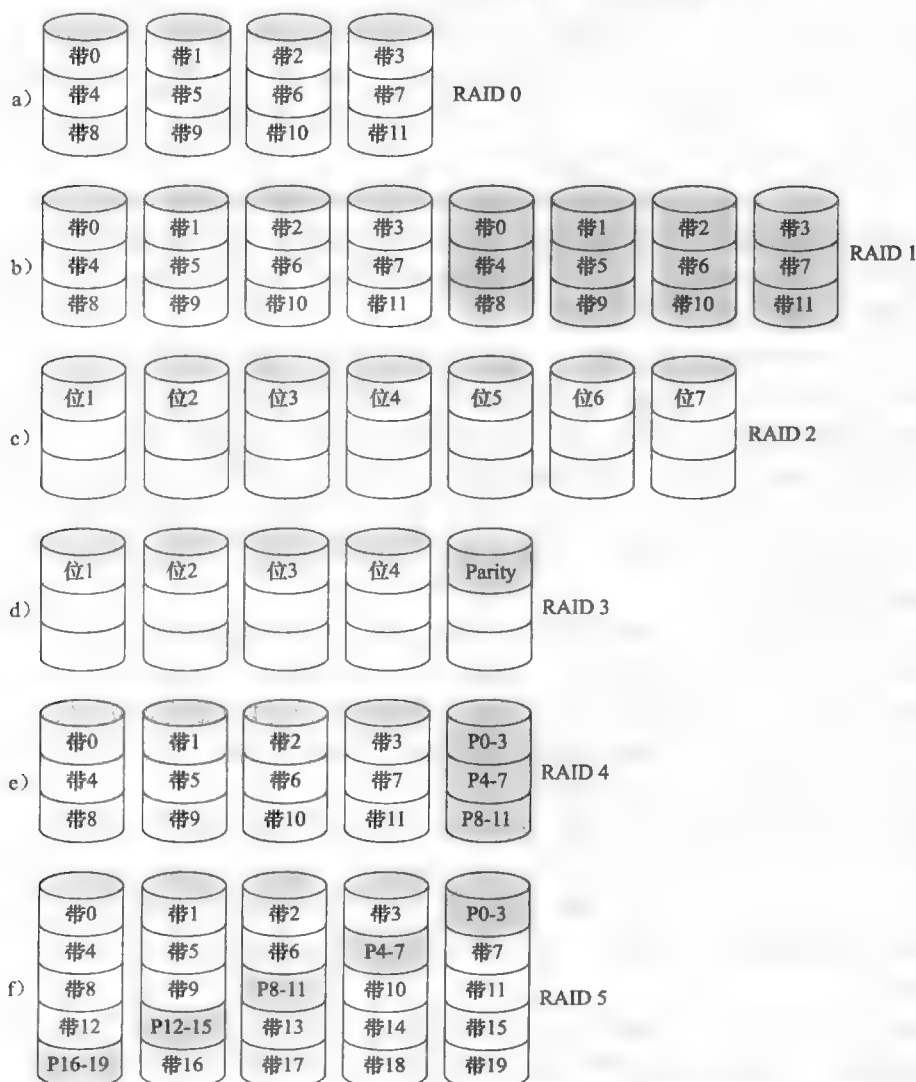 带0 带1 带2 带3
带4 带5 带6 带7
a) RAID 0
带8 带9 带10 带11
带0 带1 带2 带3 带0 带1 带2 带3
RAID 1
b) 带4 带5 带6 带7 带4 带5 带6 带7
带8 带9 带10 带11 带8 带9 带10 带11
位1 位2 位3 位4 位5 位6 位7
c) RAID 2
位1 位2 位3 位4 Parity
d) RAID 3
带0 带1 带2 带3 P0-3
e) 带4 带5 带6 带7 P4-7 RAID 4
带8 带9 带10 带11 P8-11
带0 带1 带2 带3 P0-3
带4 带5 带6 P4-7 带7
f) 带8 带9 P8-11 带10 带11 RAID 5
带12 P12-15 带13 带14 带15
P16-19 带16 带17 带18 带19